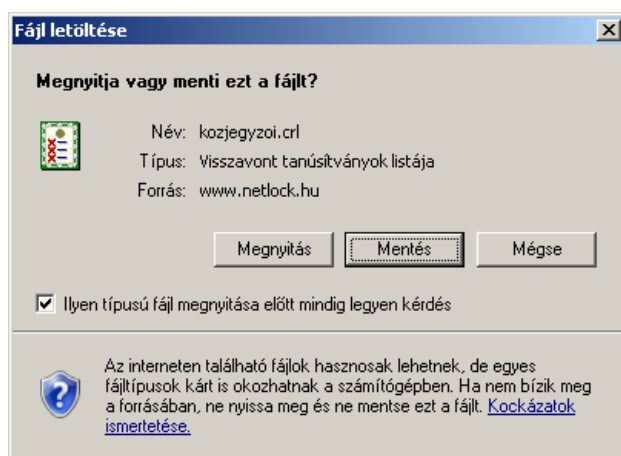 Fájl letöltése
Megnyitja vagy menti ezt a fájlt?
Név: kozjegyzoi.crl
Típus: Visszavont tanúsítványok listája
Forrás: www.netlock.hu
Megnyitás Mentés Mégse
Ilyen típusú fájl megnyitása előtt mindig legyen kérdés
Az interneten található fájlok hasznosak lehetnek, de egyes
fájltípusok kárt is okozhatnak a számítógépben. Ha nem bízik meg
a forrásában, ne nyissa meg és ne mentse ezt a fájlt. Kockázatok
ismertetése.